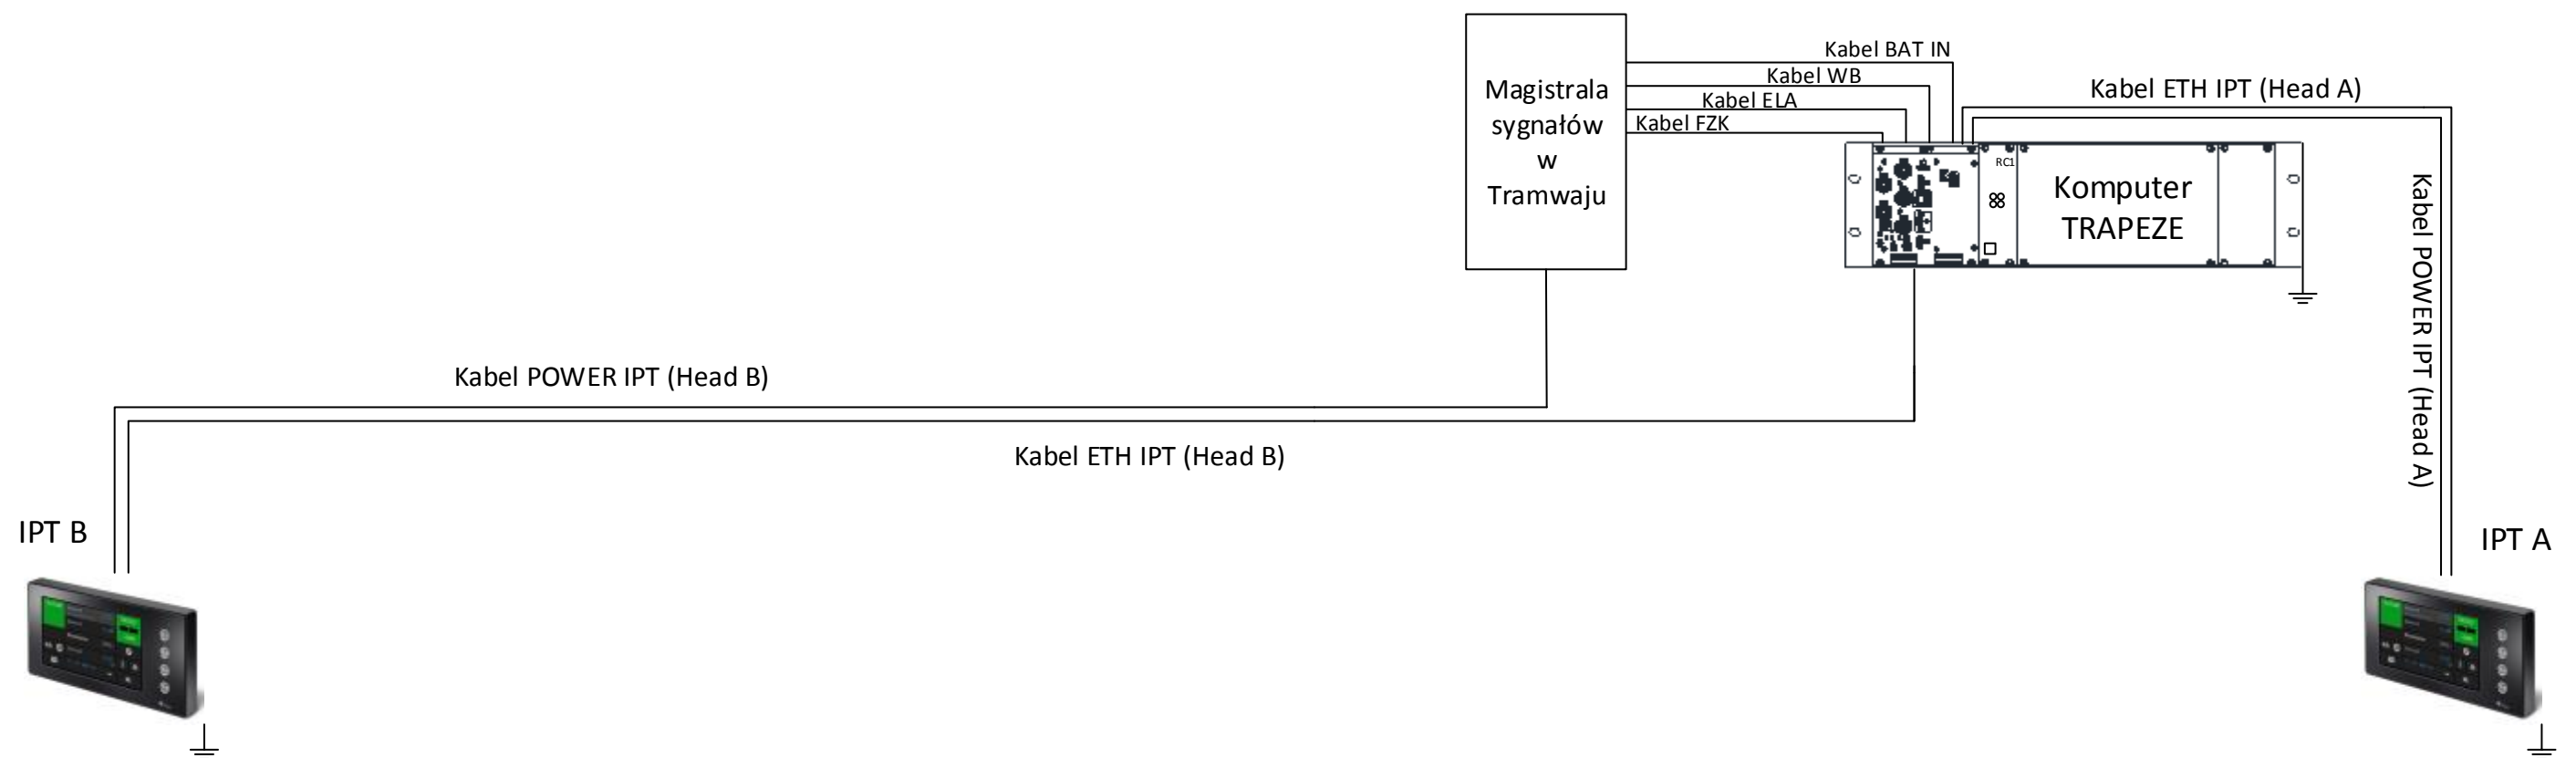 Kabel BAT IN
Kabel WB
Kabel ELA
Kabel FZK
Magistrala
sygnałów
w
Tramwaju
Kabel ETH IPT (Head A)
RC1
Komputer
TRAPEZE
Kabel POWER IPT (Head A)
Kabel POWER IPT (Head B)
Kabel ETH IPT (Head B)
IPT B
IPT A